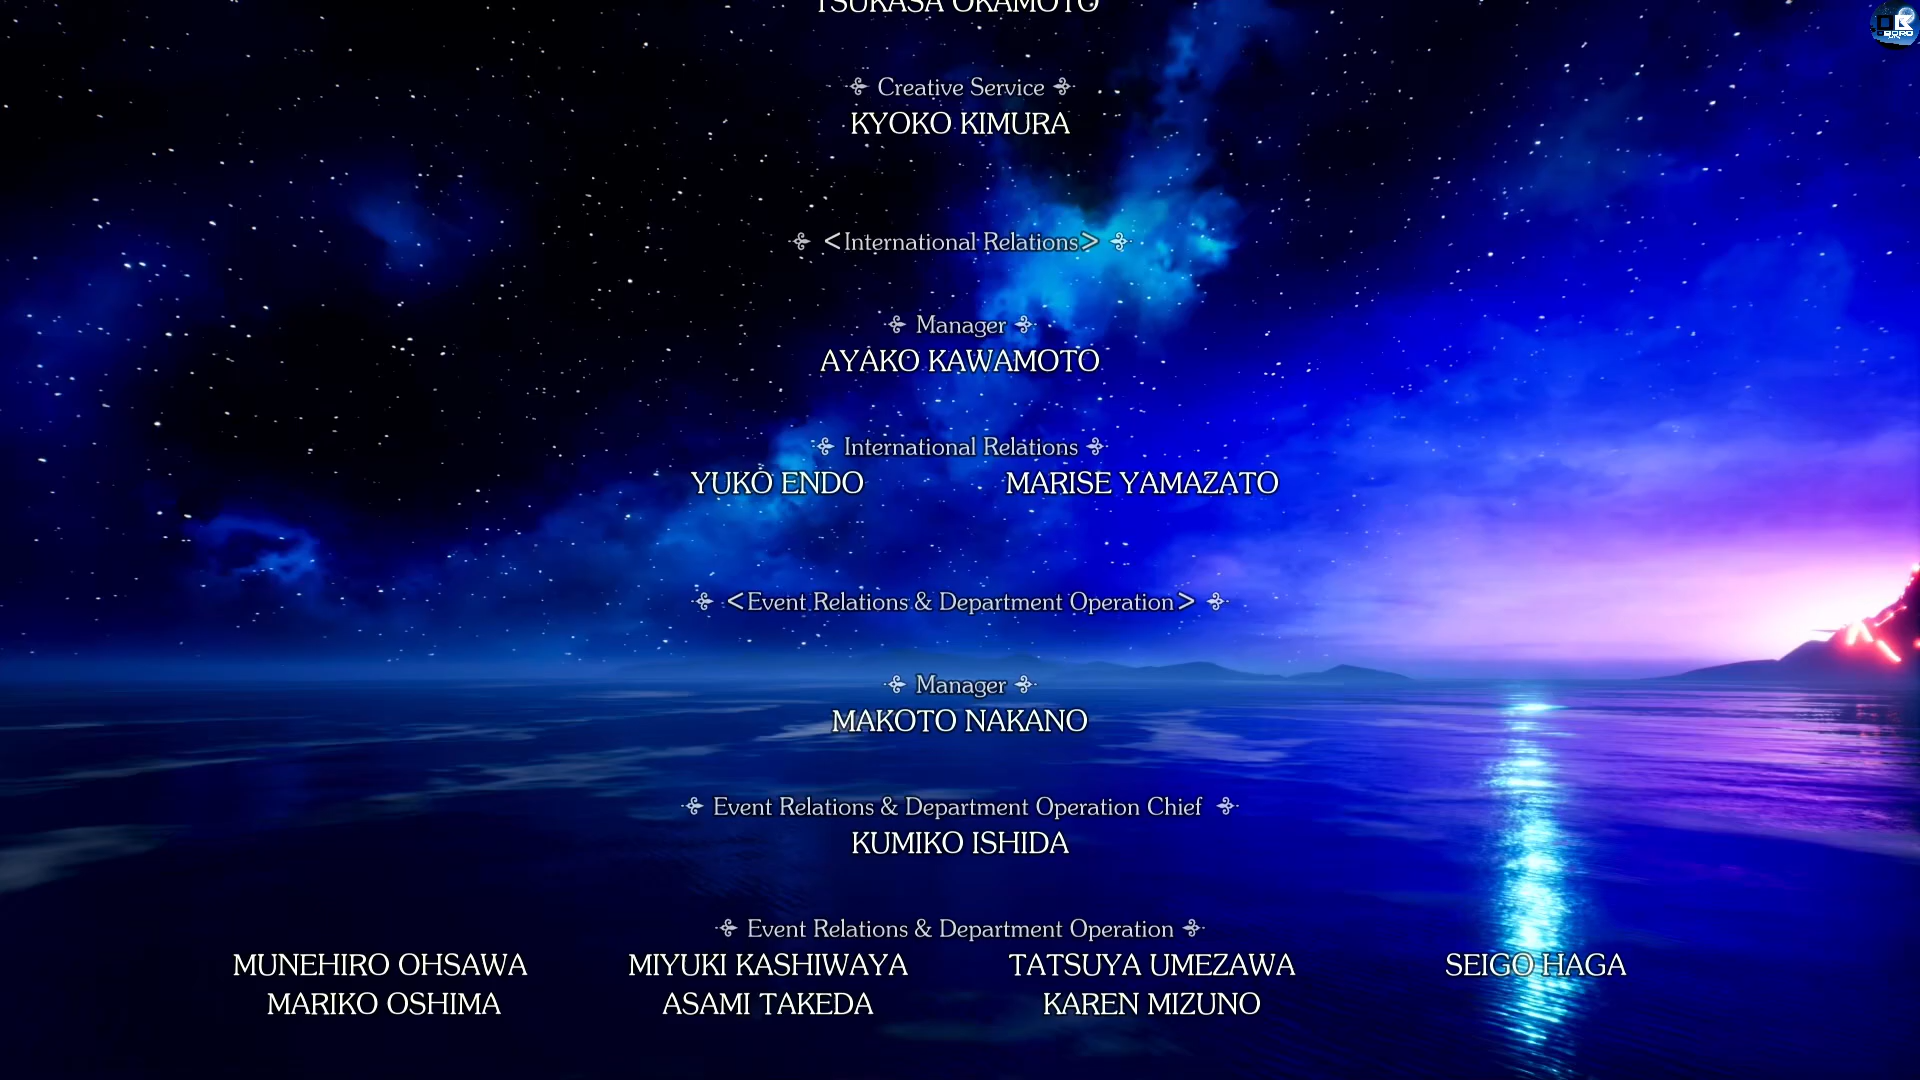 TSUKASA OKAMOTO
Creative Service
KYOKO KIMURA
<International Relations>
Manager
AYAKO KAWAMOTO
International Relations
YUKO ENDO MARISE YAMAZATO
<Event Relations & Department Operation>
Manager
MAKOTO NAKANO
Event Relations & Department Operation Chief
KUMIKO ISHIDA
Event Relations & Department Operation
MUNEHIRO OHSAWA MIYUKI KASHIWAYA TATSUYA UMEZAWA SEIGO HAGA
MARIKO OSHIMA ASAMI TAKEDA KAREN MIZUNO